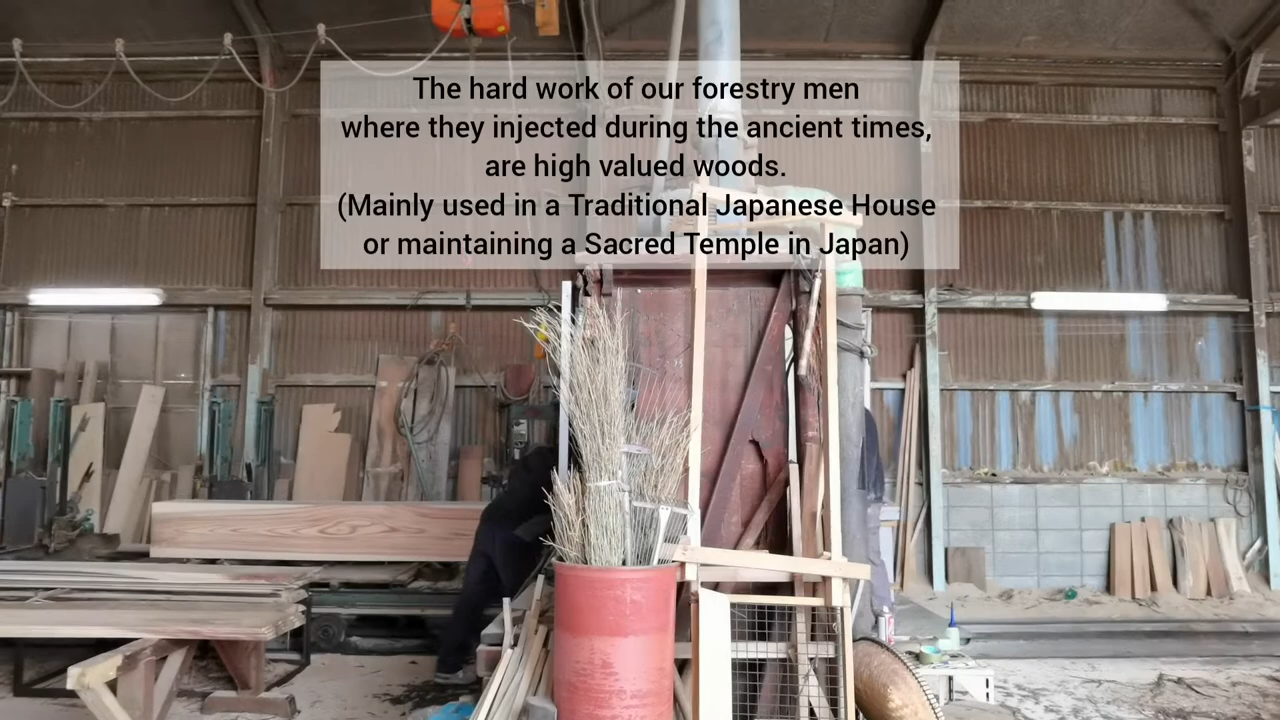 The hard work of our forestry men
where they injected during the ancient times,
are high valued woods.
(Mainly used in a Traditional Japanese House
or maintaining a Sacred Temple in Japan)